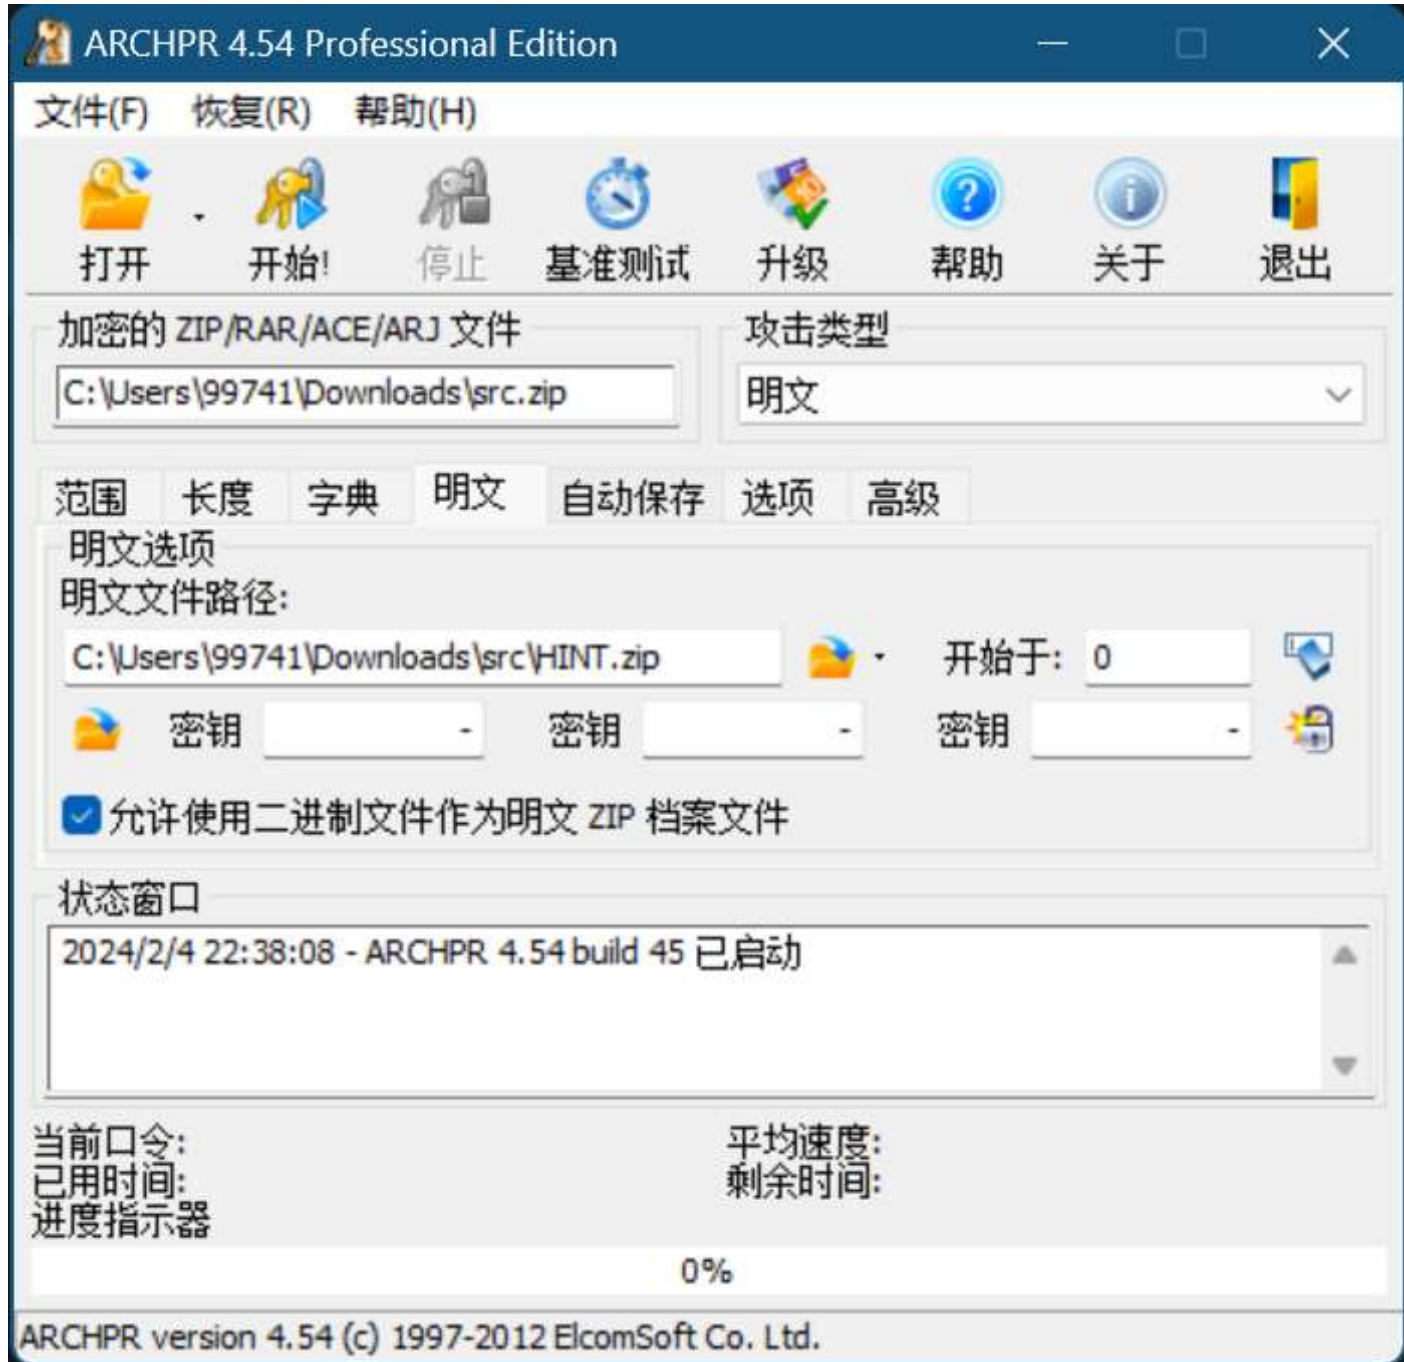 ARCHPR 4.54 Professional Edition
文件(F) 恢复(R) 帮助(H)
打开 开始! 停止 基准测试 升级 帮助 关于 退出
加密的 ZIP/RAR/ACE/ARJ 文件 攻击类型
C:\Users\99741\Downloads\src.zip 明文
范围 长度 字典 明文 自动保存 选项 高级
明文选项
明文文件路径:
C:\Users\99741\Downloads\src\HINT.zip 开始于: 0
密钥 - 密钥 - 密钥 -
允许使用二进制文件作为明文 ZIP 档案文件
状态窗口
2024/2/4 22:38:08 - ARCHPR 4.54 build 45 已启动
当前口令: 平均速度:
已用时间: 剩余时间:
进度指示器
0%
ARCHPR version 4.54 (c) 1997-2012 ElcomSoft Co. Ltd.